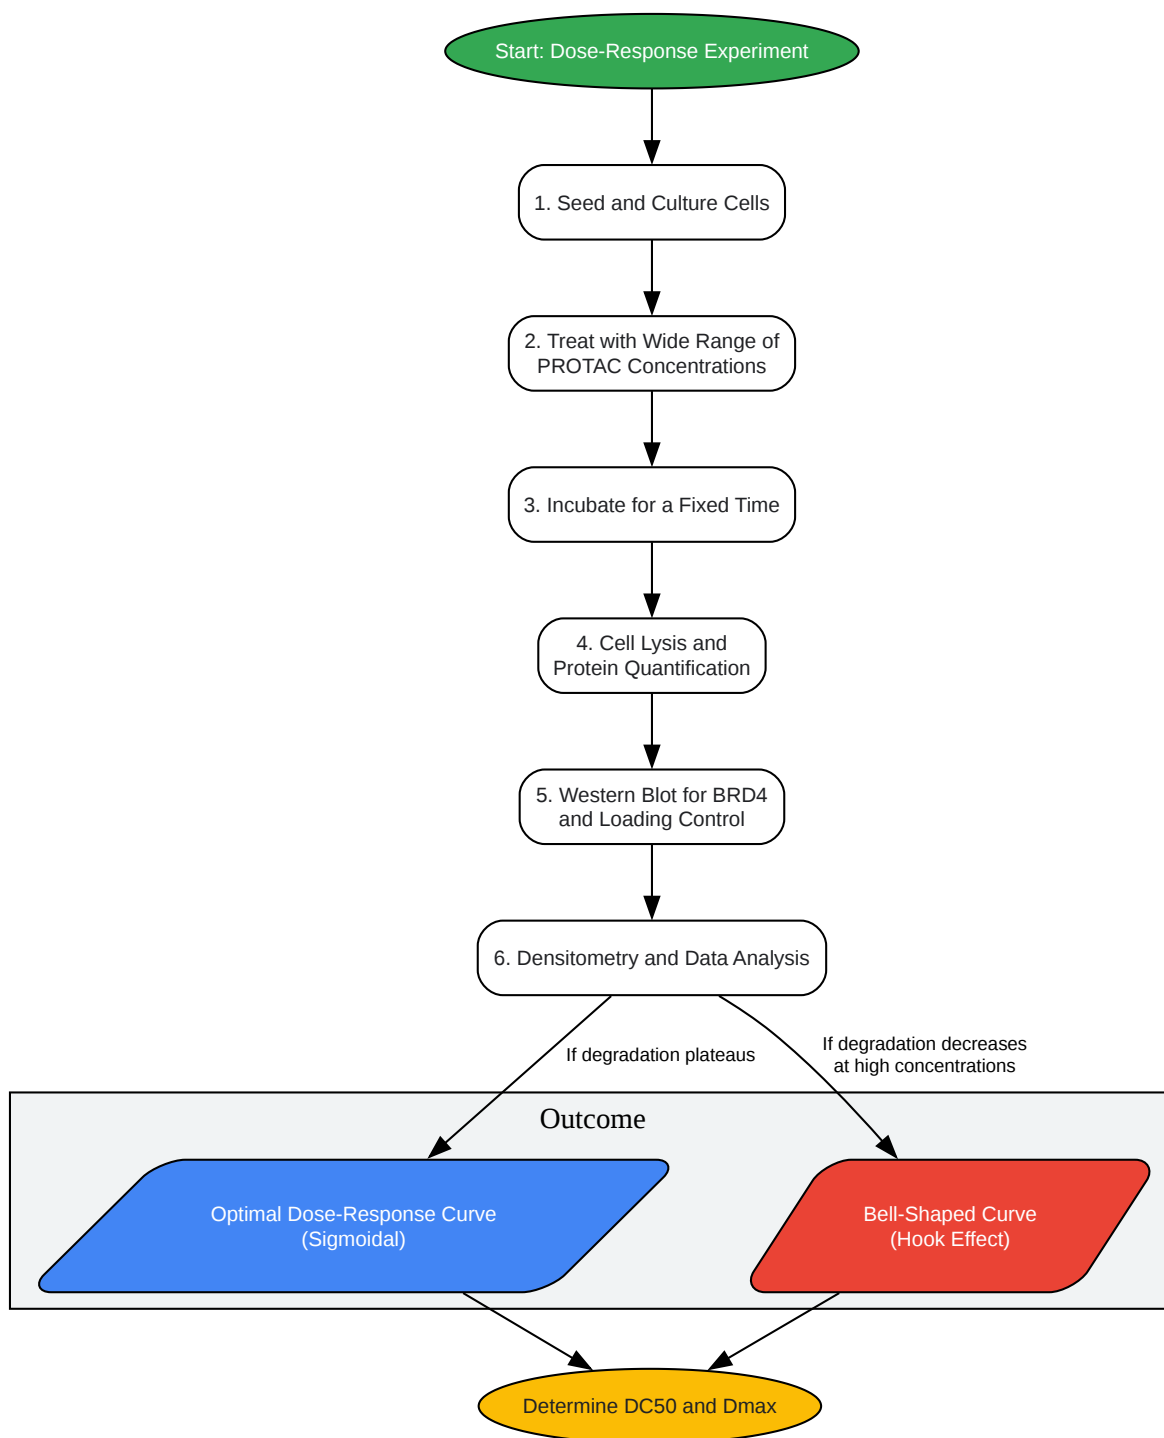 Start: Dose-Response Experiment
1. Seed and Culture Cells
2. Treat with Wide Range of
PROTAC Concentrations
3. Incubate for a Fixed Time
4. Cell Lysis and
Protein Quantification
5. Western Blot for BRD4
and Loading Control
6. Densitometry and Data Analysis
If degradation plateaus
If degradation decreases
at high concentrations
Outcome
Optimal Dose-Response Curve
(Sigmoidal)
Bell-Shaped Curve
(Hook Effect)
Determine DC50 and Dmax